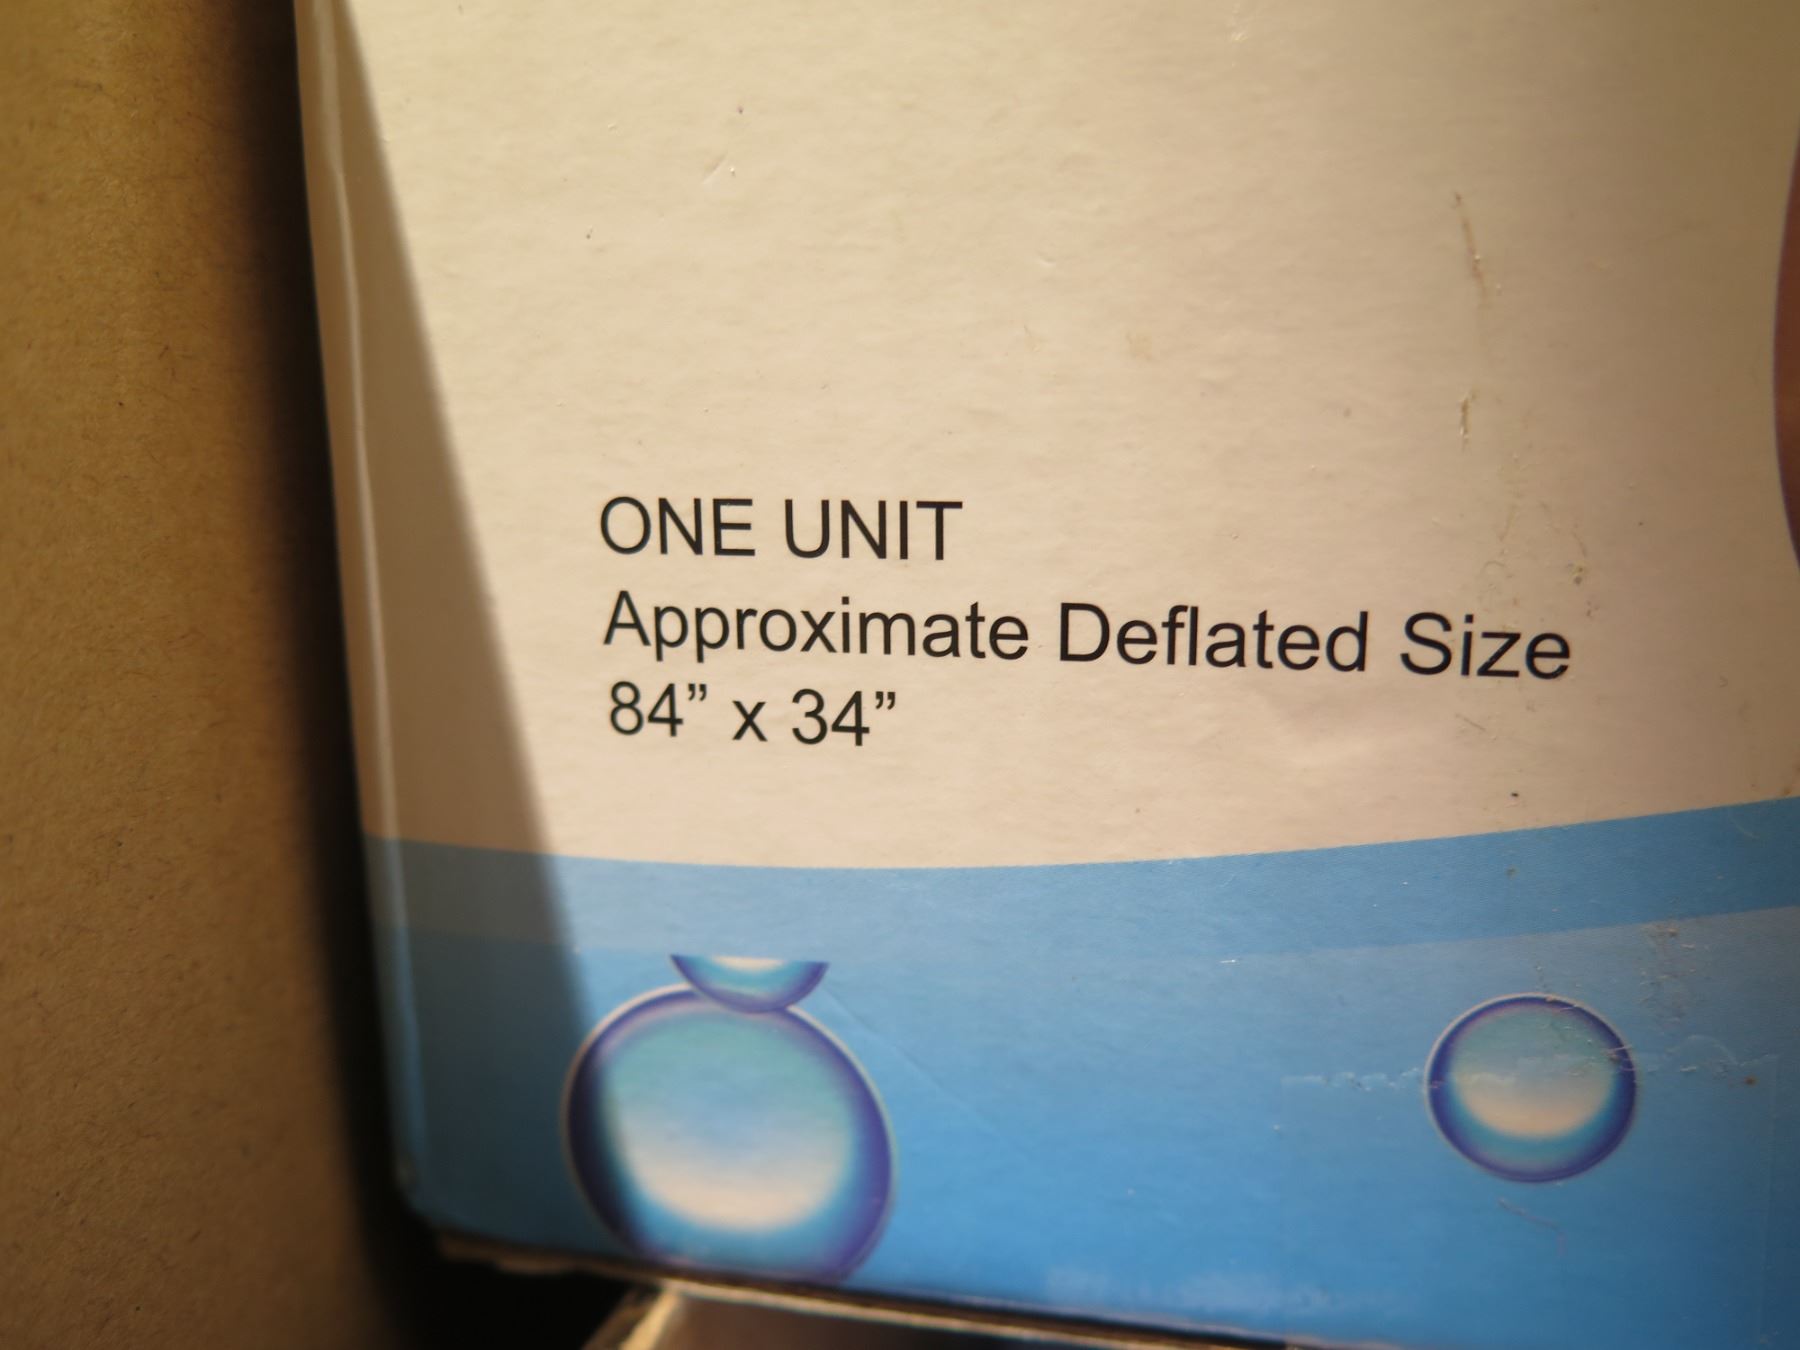 ONE UNIT
Approximate Deflated Size
84” x 34”